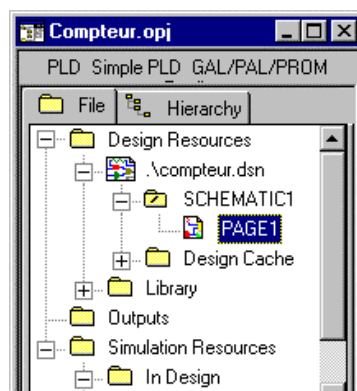 Compteur.opj
PLD Simple PLD GAL/PAL/PROM
File Hierarchy
Design Resources
.\compteur.dsn
SCHEMATIC1
PAGE1
Design Cache
Library
Outputs
Simulation Resources
In Design